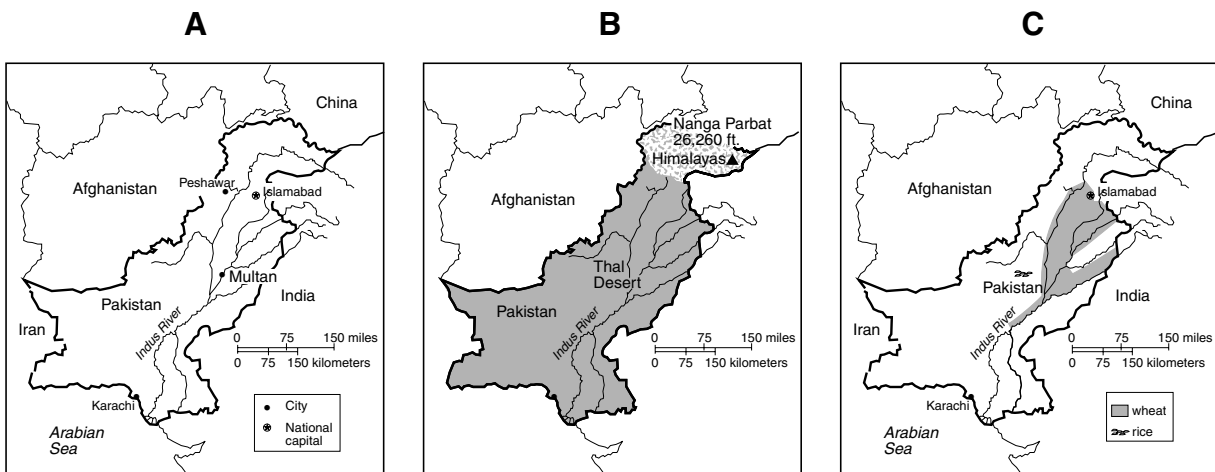 A
China
Afghanistan
Peshawar
Islamabad
Multan
Pakistan
India
Iran
Indus River
0 75 150 miles
0 75 150 kilometers
Karachi
Arabian
Sea
City
National
capital
B
Nanga Parbat
26,260 ft.
Himalayas
Afghanistan
Thal
Desert
Pakistan
Indus River
0 75 150 miles
0 75 150 kilometers
C
China
Afghanistan
Islamabad
Pakistan
India
Iran
Indus River
0 75 150 miles
0 75 150 kilometers
Karachi
Arabian
Sea
wheat
rice